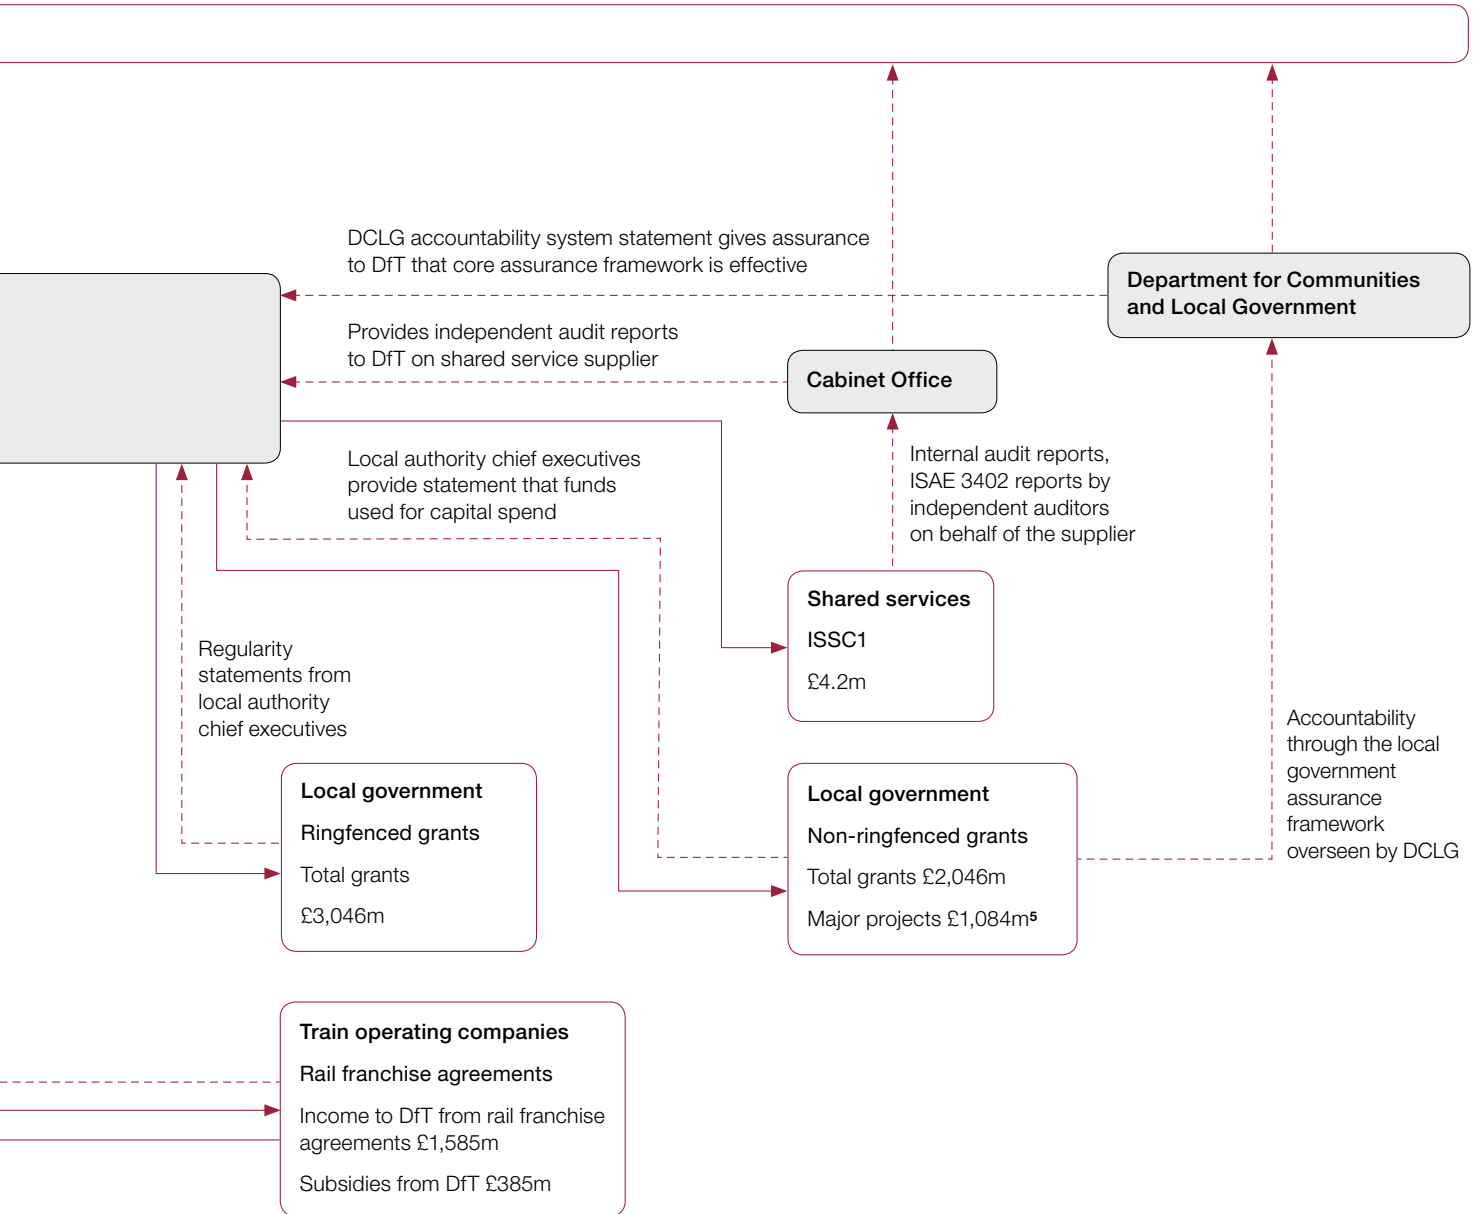 DCLG accountability system statement gives assurance
to DfT that core assurance framework is effective
Department for Communities
and Local Government
Provides independent audit reports
to DfT on shared service supplier
Cabinet Office
Local authority chief executives
provide statement that funds
used for capital spend
Internal audit reports,
ISAE 3402 reports by
independent auditors
on behalf of the supplier
Shared services
ISSC1
£4.2m
Regularity
statements from
local authority
chief executives
Accountability
through the local
government
assurance
framework
overseen by DCLG
Local government
Ringfenced grants
Total grants
£3,046m
Local government
Non-ringfenced grants
Total grants £2,046m
Major projects £1,084m5
Train operating companies
Rail franchise agreements
Income to DfT from rail franchise
agreements £1,585m
Subsidies from DfT £385m